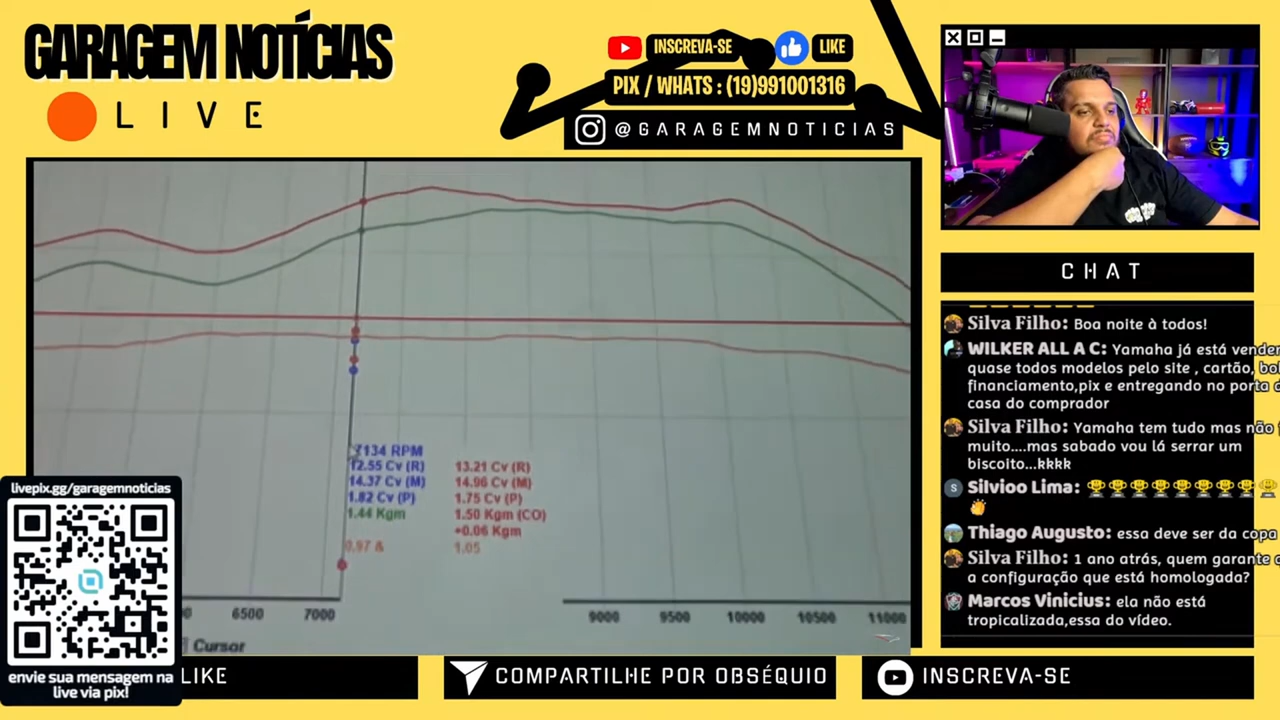 GARAGEM NOTÍCIAS
LIVE
INSCREVA-SE
LIKE
PIX / WHATS : (19)991001316
@GARAGEMNOTICIAS
7134 RPM
12.55 Cv (R) 13.21 Cv (R)
14.37 Cv (M) 14.96 Cv (M)
1.82 Cv (P) 1.75 Cv (P)
1.44 Kgm 1.50 Kgm (CO)
+0.06 Kgm
0.97 1.05
6500 7000 9000 9500 10000 10500 11000
Cursor
CHAT
Silva Filho: Boa noite à todos!
WILKER ALL A C: Yamaha já está
quase todos modelos pelo site , cartão,
financiamento,pix e entregando no porta
casa do comprador
Silva Filho: Yamaha tem tudo mas não
muito....mas sabado vou lá serrar um
biscoito...kkkk
S
Silvioo Lima:
Thiago Augusto: essa deve ser da copa
Silva Filho: 1 ano atrás, quem garante
a configuração que está homologada?
Marcos Vinicius: ela não está
tropicalizada,essa do vídeo.
livepix.gg/garagemnoticias
envie sua mensagem na
live via pix!
LIKE
COMPARTILHE POR OBSÉQUIO
INSCREVA-SE